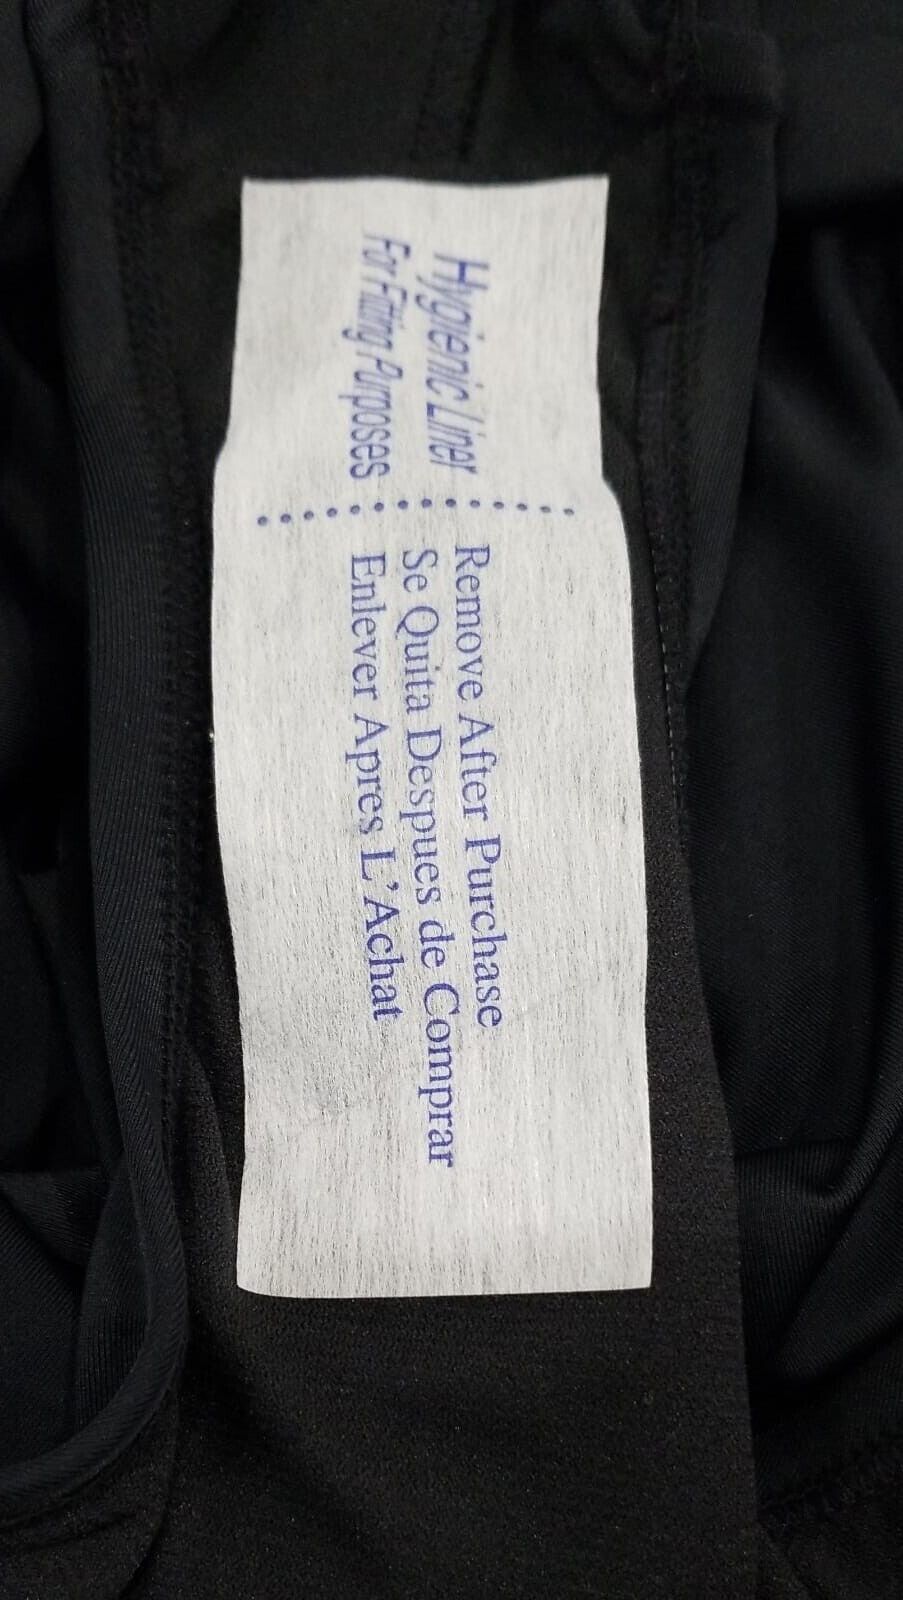 Hygienic Liner
For Fitting Purposes
Remove After Purchase
Se Quita Despues de Comprar
Enlever Apres L'Achat